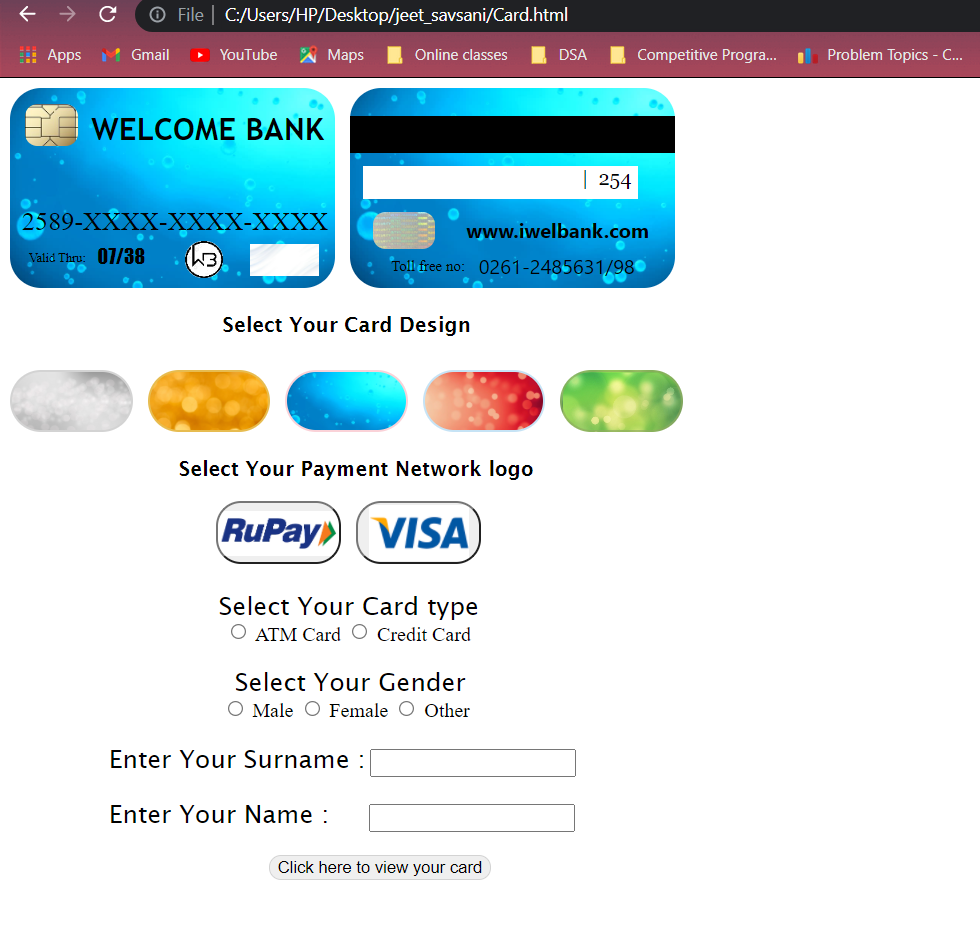 File | C:/Users/HP/Desktop/jeet_savsani/Card.html
Apps Gmail YouTube Maps Online classes DSA Competitive Progra... Problem Topics - C...
WELCOME BANK
2589-XXXX-XXXX-XXXX
Valid Thru: 07/38
WB
254
www.iwelbank.com
Toll free no: 0261-2485631/98
Select Your Card Design
Select Your Payment Network logo
RuPay VISA
Select Your Card type
ATM Card Credit Card
Select Your Gender
Male Female Other
Enter Your Surname :
Enter Your Name :
Click here to view your card